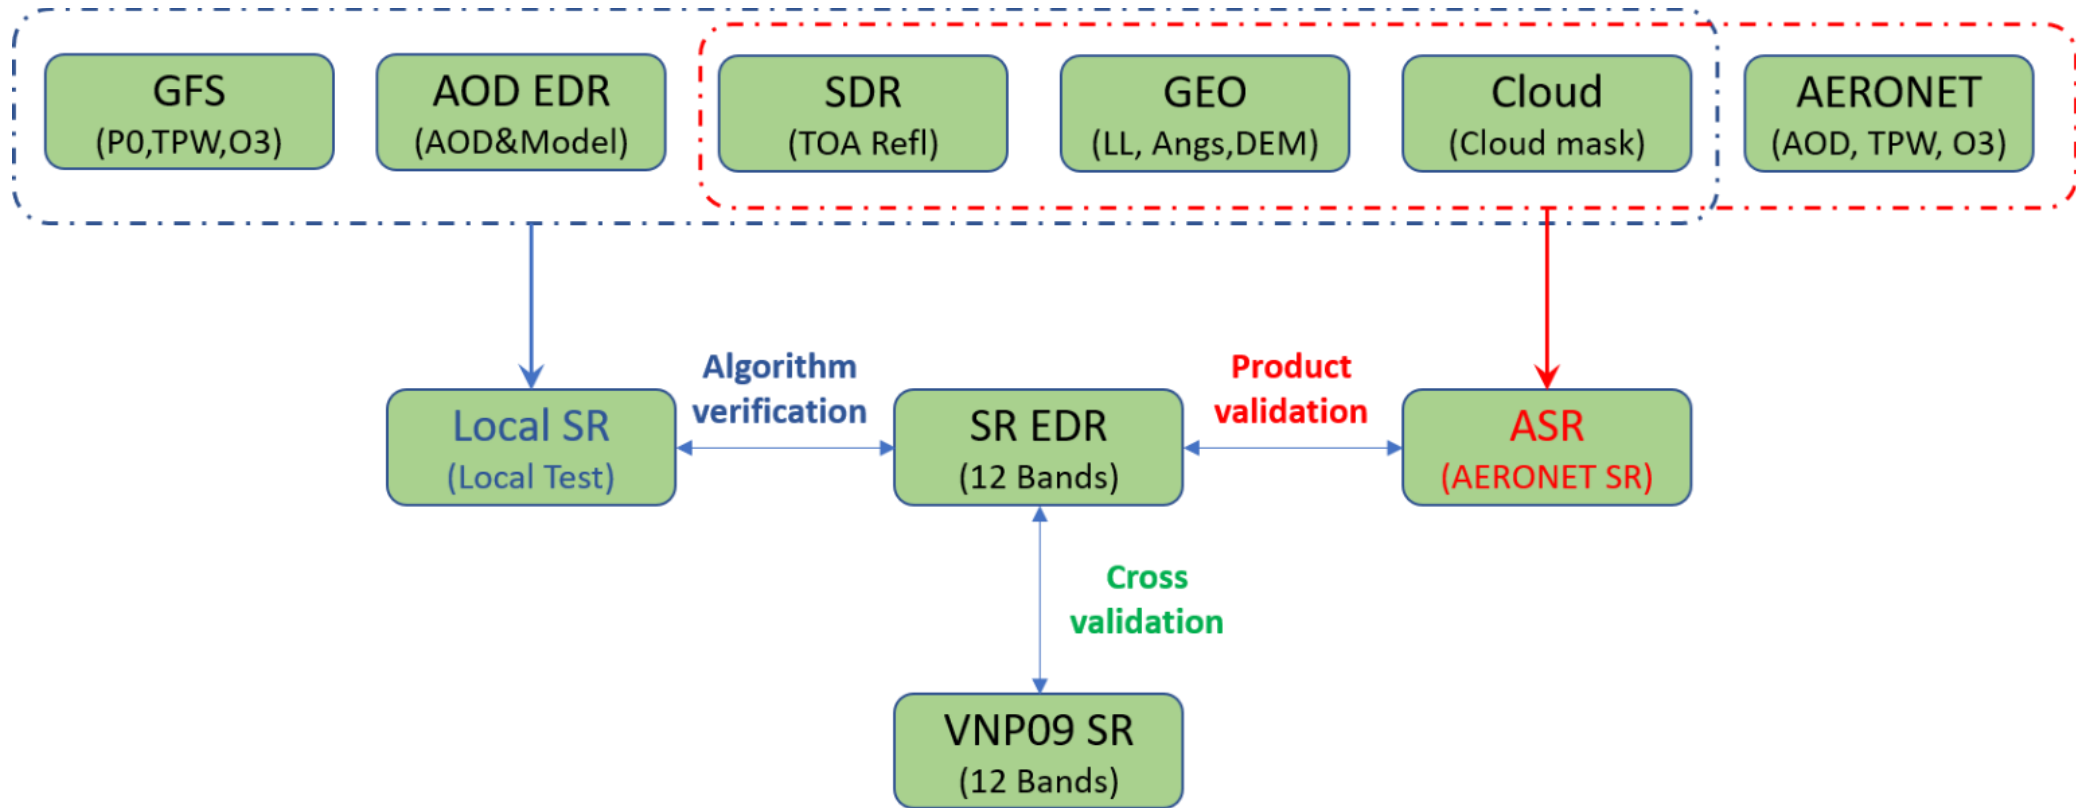 GFS
(P0,TPW,O3)
AOD EDR
(AOD&Model)
SDR
(TOA Refl)
GEO
(LL, Angs,DEM)
Cloud
(Cloud mask)
AERONET
(AOD, TPW, O3)
Local SR
(Local Test)
Algorithm
verification
SR EDR
(12 Bands)
Product
validation
ASR
(AERONET SR)
Cross
validation
VNP09 SR
(12 Bands)